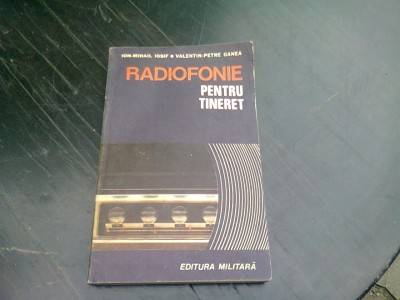 ION-MIHAIL IOSIF • VALENTIN-PETRE GANEA
RADIOFONIE
PENTRU
TINERET
EDITURA MILITARĂ